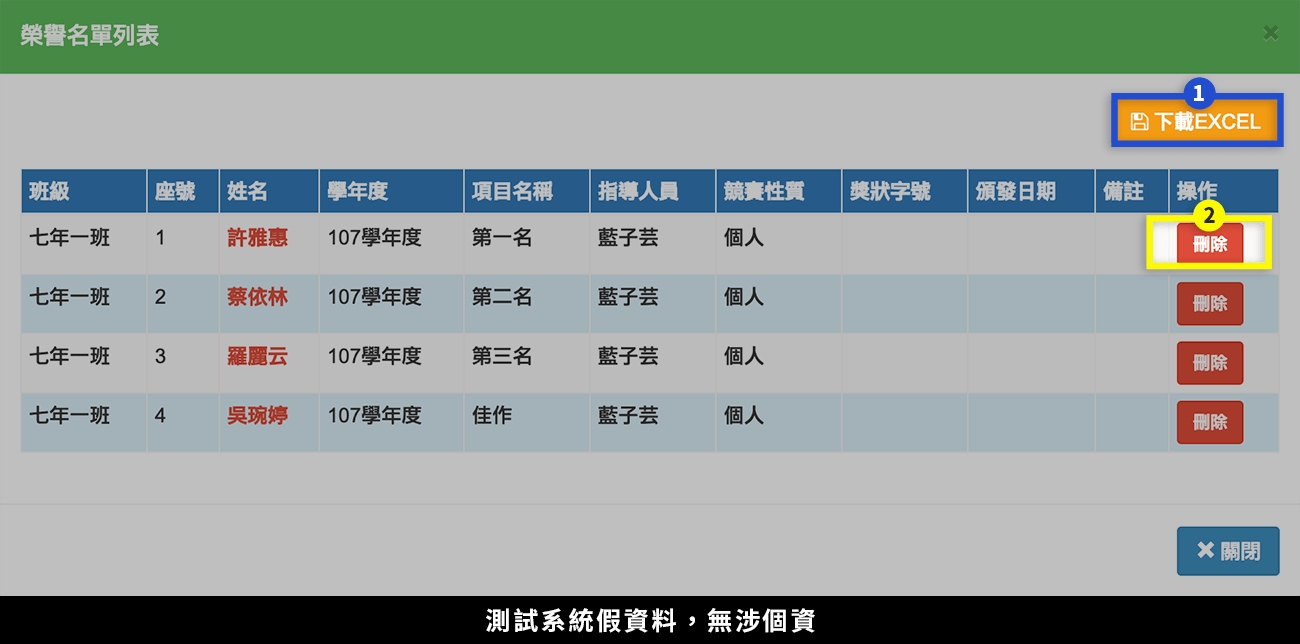 榮譽名單列表 ×
1
下載EXCEL
班級 座號 姓名 學年度 項目名稱 指導人員 競賽性質 獎狀字號 頒發日期 備註 操作
2
七年一班 1 許雅惠 107學年度 第一名 藍子芸 個人 刪除
七年一班 2 蔡依林 107學年度 第二名 藍子芸 個人 刪除
七年一班 3 羅麗云 107學年度 第三名 藍子芸 個人 刪除
七年一班 4 吳琬婷 107學年度 佳作 藍子芸 個人 刪除
✖ 關閉
測試系統假資料，無涉個資